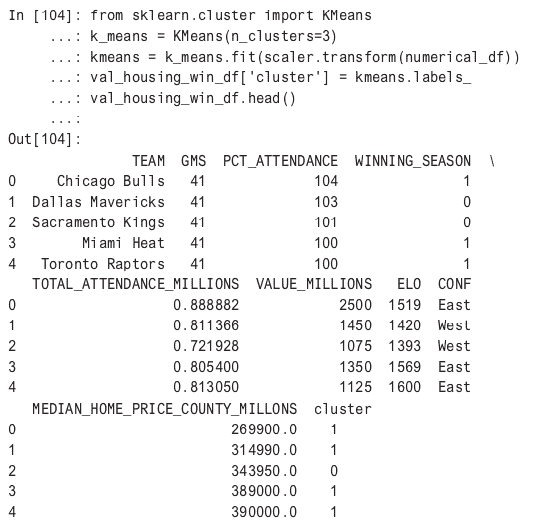 In [104]: from sklearn.cluster import KMeans
     ...: k_means = KMeans(n_clusters=3)
     ...: kmeans = k_means.fit(scaler.transform(numerical_df))
     ...: val_housing_win_df['cluster'] = kmeans.labels_
     ...: val_housing_win_df.head()
     ...:
Out[104]:
               TEAM  GMS  PCT_ATTENDANCE  WINNING_SEASON  \
0     Chicago Bulls   41             104               1
1  Dallas Mavericks   41             103               0
2  Sacramento Kings   41             101               0
3        Miami Heat   41             100               1
4   Toronto Raptors   41             100               1
   TOTAL_ATTENDANCE_MILLIONS  VALUE_MILLIONS   ELO  CONF
0                   0.888882            2500  1519  East
1                   0.811366            1450  1420  West
2                   0.721928            1075  1393  West
3                   0.805400            1350  1569  East
4                   0.813050            1125  1600  East
   MEDIAN_HOME_PRICE_COUNTY_MILLONS  cluster
0                          269900.0    1
1                          314990.0    1
2                          343950.0    0
3                          389000.0    1
4                          390000.0    1